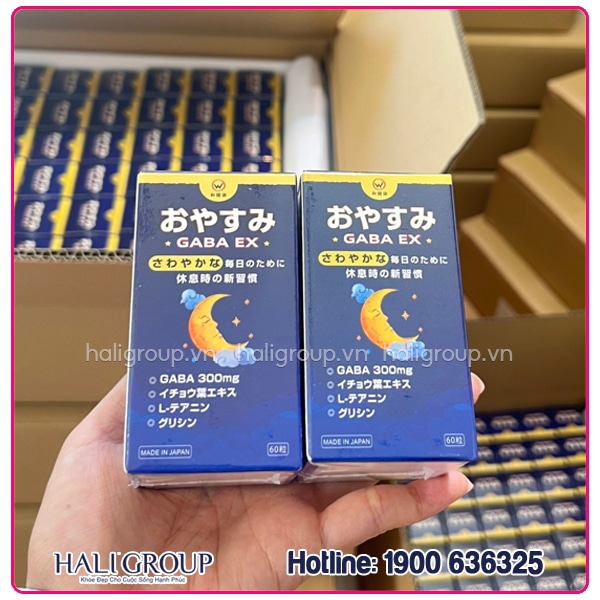 和健康
おやすみ
GABA EX
さわやかな 毎日のために
休息時の新習慣
GABA 300mg
イチョウ葉エキス
L-テアニン
グリシン
MADE IN JAPAN
60粒
おやすみ
GABA EX
さわやかな 毎日のために
休息時の新習慣
GABA 300mg
イチョウ葉エキス
L-テアニン
グリシン
MADE IN JAPAN
60粒
haligroup.vn haligroup.vn haligroup.vn
HALI GROUP
Khỏe Đẹp Cho Cuộc Sống Hạnh Phúc
Hotline: 1900 636325